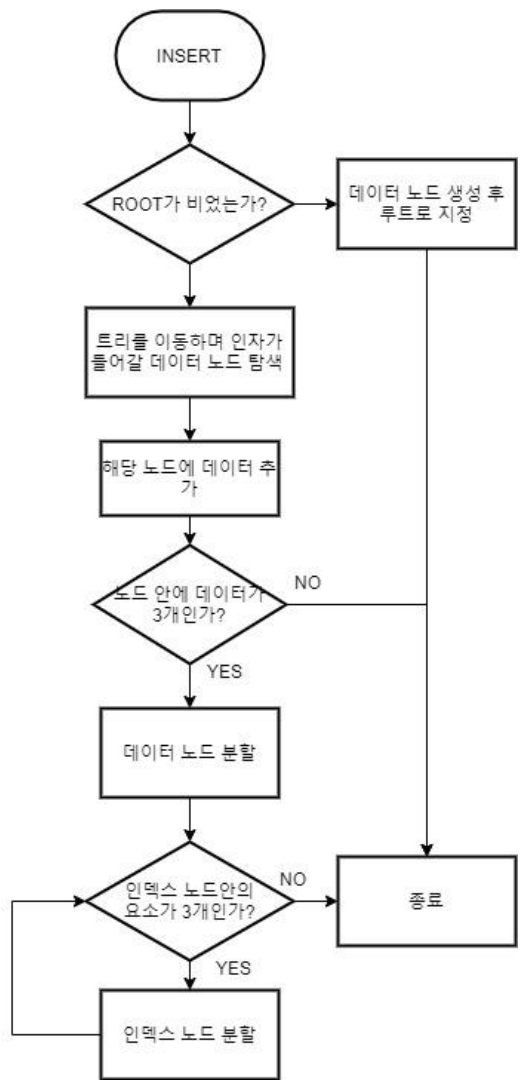 INSERT
ROOT가 비었는가?
데이터 노드 생성 후
루트로 지정
트리를 이동하며 인자가
들어갈 데이터 노드 탐색
해당 노드에 데이터 추
가
노드 안에 데이터가
3개인가?
NO
YES
데이터 노드 분할
인덱스 노드안의
요소가 3개인가?
NO
종료
YES
인덱스 노드 분할